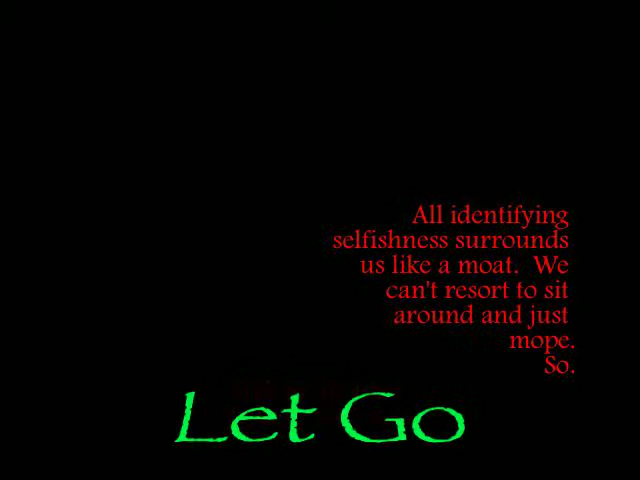 All identifying
selfishness surrounds
us like a moat.  We
can't resort to sit
around and just
mope.
So.
Let Go